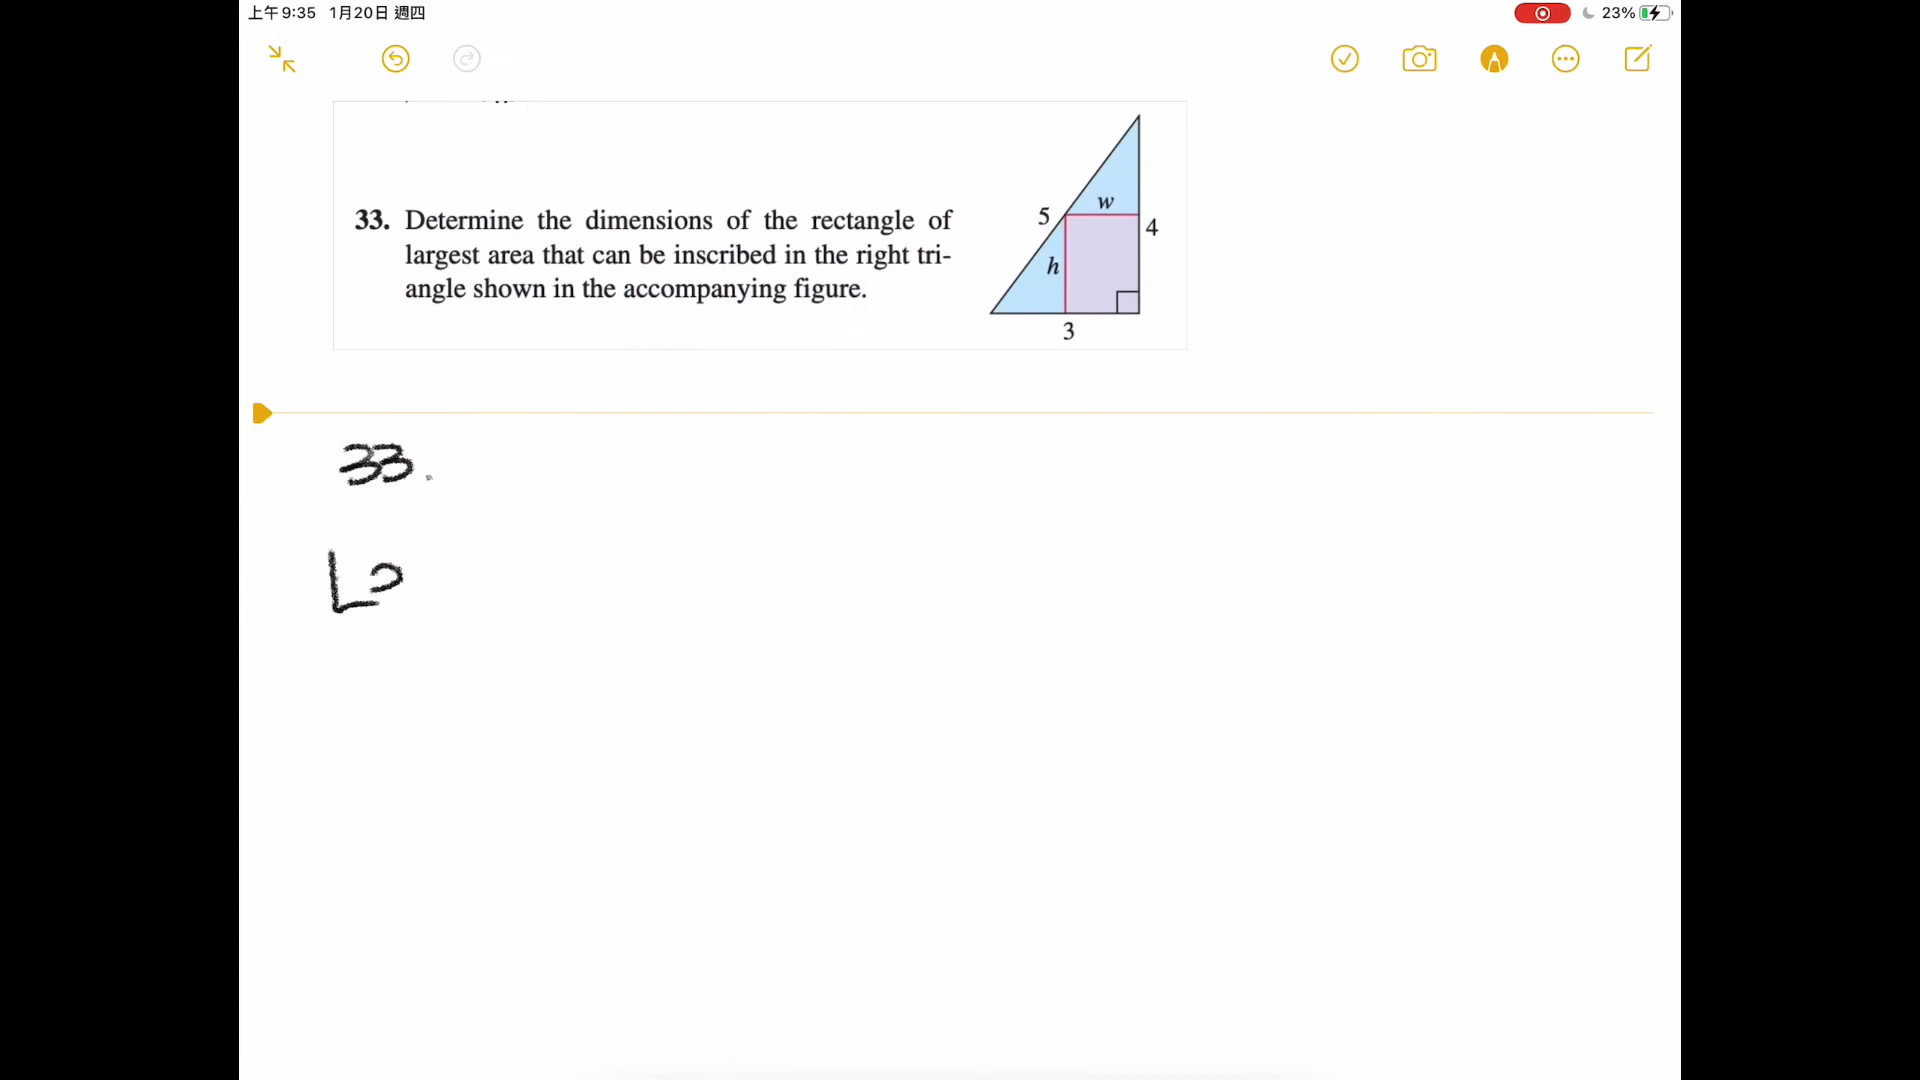 上午9:35 1月20日 週四 23%
33. Determine the dimensions of the rectangle of
largest area that can be inscribed in the right tri-
angle shown in the accompanying figure.
w
5
4
h
3
33.